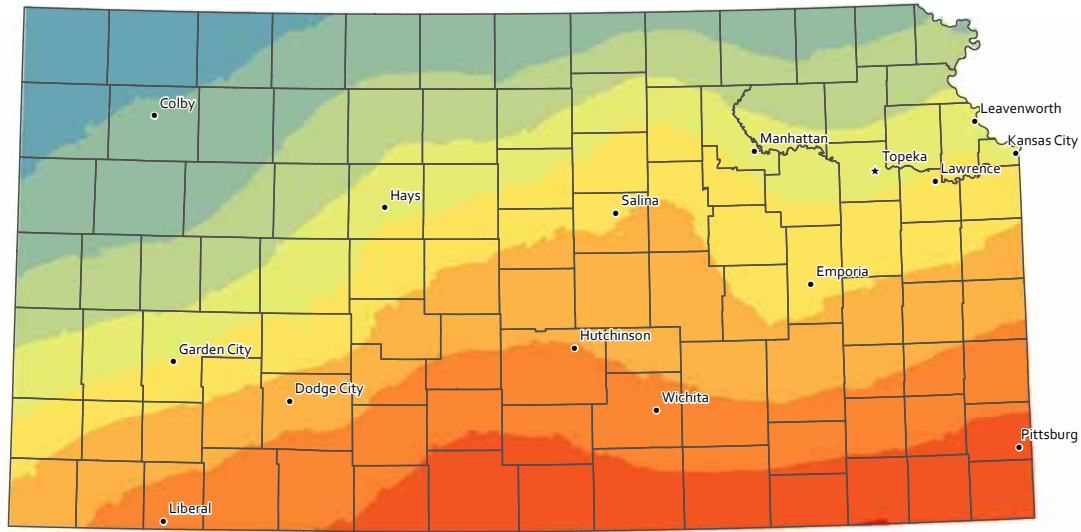 Colby
Leavenworth
Manhattan
Kansas City
Topeka
Lawrence
Hays
Salina
Emporia
Hutchinson
Garden City
Dodge City
Wichita
Pittsburg
Liberal